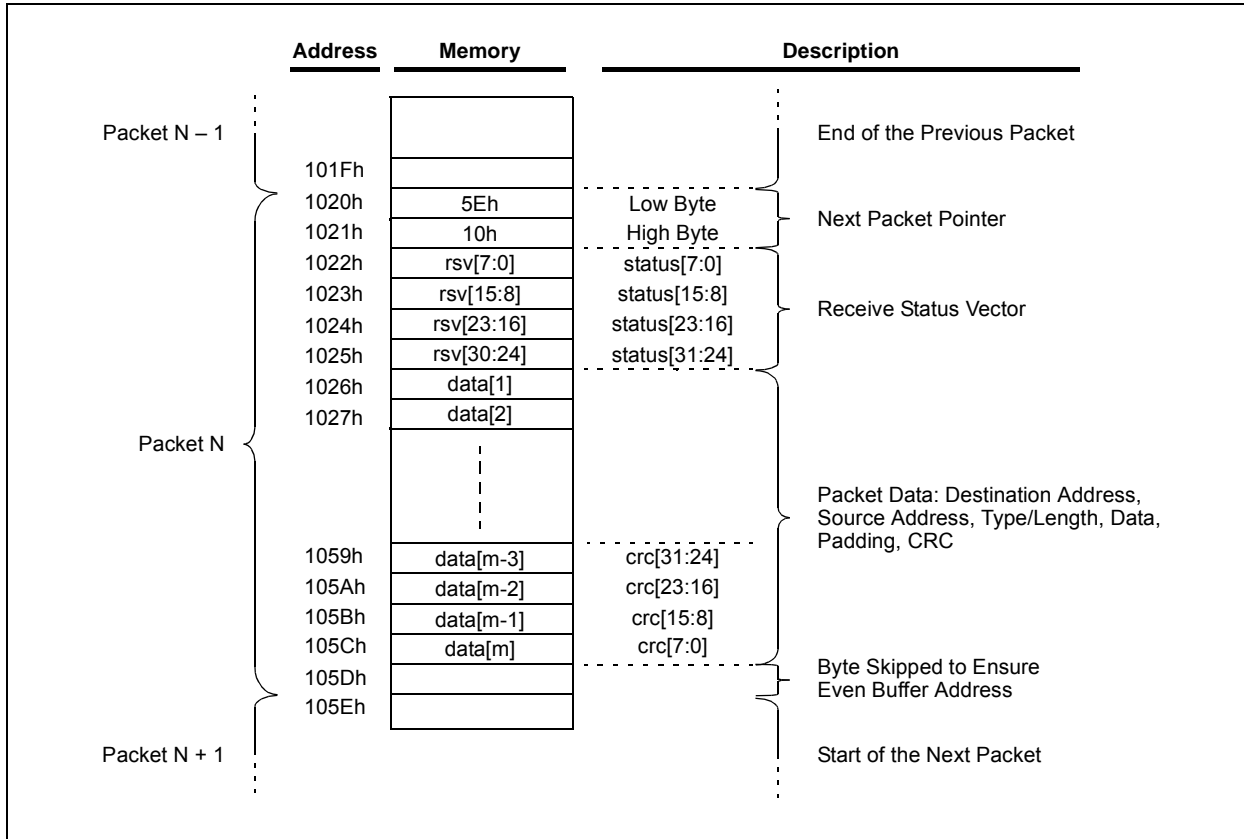 Address Memory Description
Packet N – 1 End of the Previous Packet
101Fh
1020h 5Eh Low Byte
1021h 10h High Byte
Next Packet Pointer
1022h rsv[7:0] status[7:0]
1023h rsv[15:8] status[15:8]
1024h rsv[23:16] status[23:16]
1025h rsv[30:24] status[31:24]
Receive Status Vector
1026h data[1]
1027h data[2]
Packet N
Packet Data: Destination Address,
Source Address, Type/Length, Data,
Padding, CRC
1059h data[m-3] crc[31:24]
105Ah data[m-2] crc[23:16]
105Bh data[m-1] crc[15:8]
105Ch data[m] crc[7:0]
105Dh
Byte Skipped to Ensure
Even Buffer Address
105Eh
Packet N + 1 Start of the Next Packet